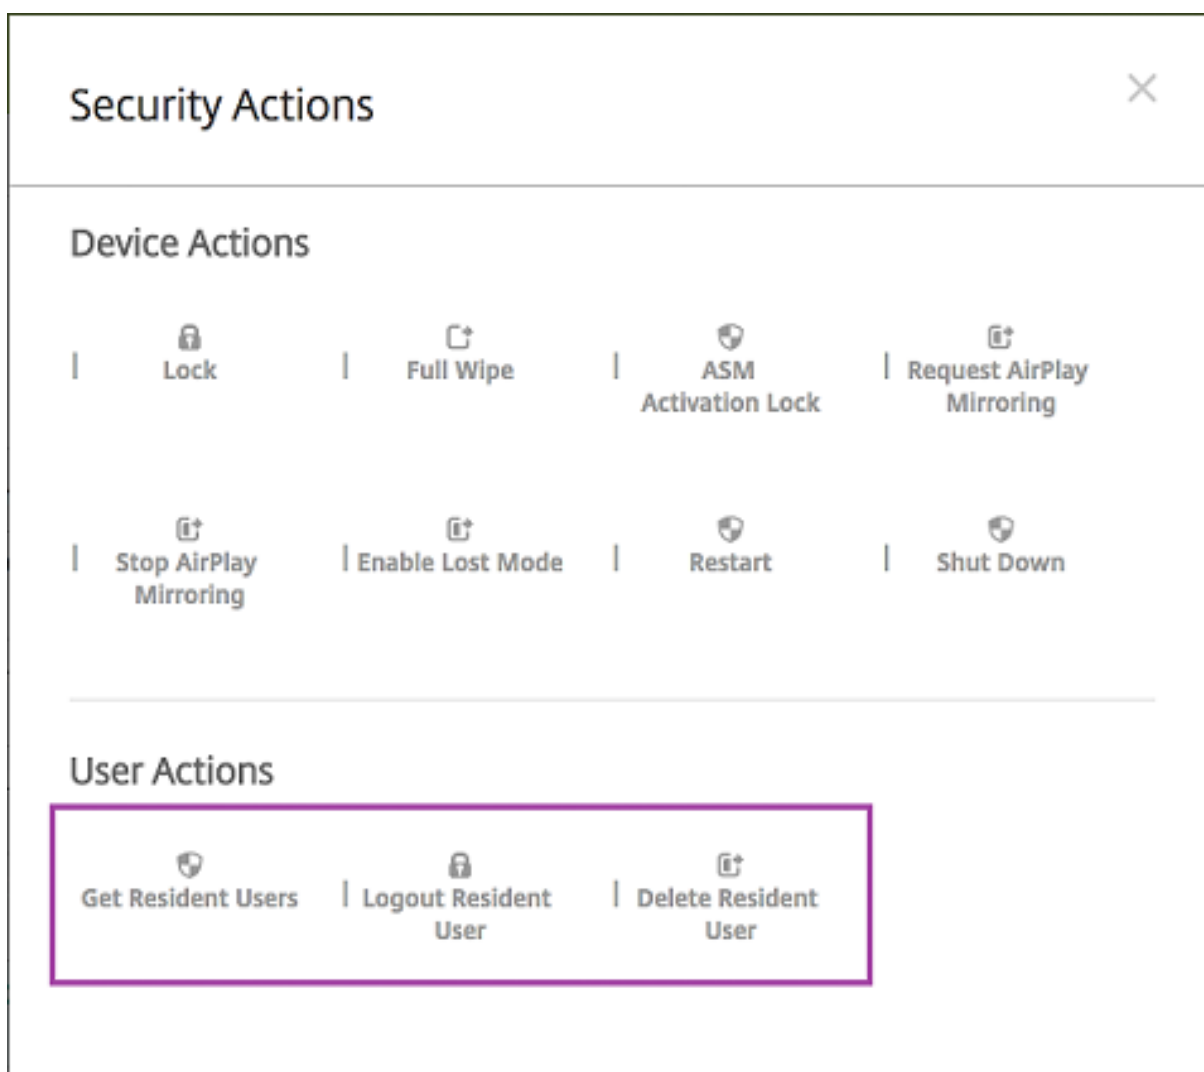 Security Actions
Device Actions
Lock
Full Wipe
ASM
Activation Lock
Request AirPlay
Mirroring
Stop AirPlay
Mirroring
Enable Lost Mode
Restart
Shut Down
User Actions
Get Resident Users
Logout Resident
User
Delete Resident
User